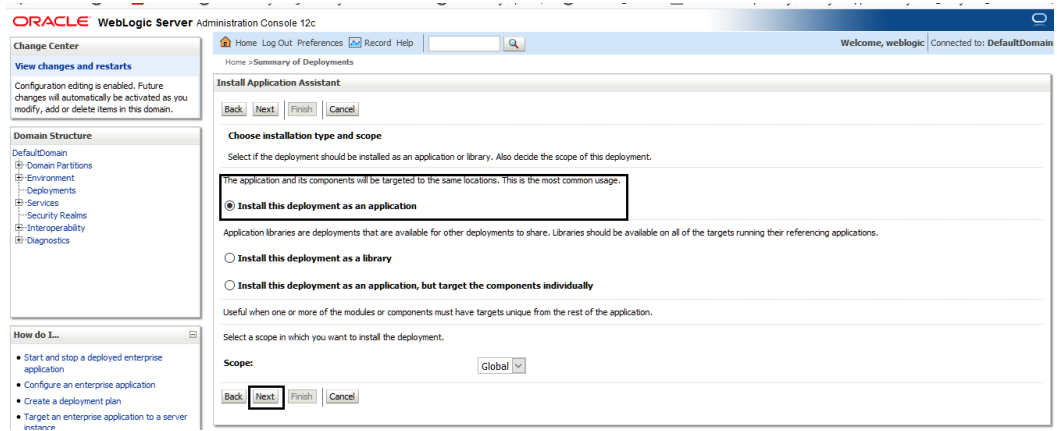 ORACLE WebLogic Server Administration Console 12c
Change Center
View changes and restarts
Configuration editing is enabled. Future
changes will automatically be activated as you
modify, add or delete items in this domain.
Domain Structure
DefaultDomain
Domain Partitions
Environment
Deployments
Services
Security Realms
Interoperability
Diagnostics
How do I...
Start and stop a deployed enterprise
application
Configure an enterprise application
Create a deployment plan
Target an enterprise application to a server
instance
Home Log Out Preferences Record Help
Welcome, weblogic Connected to: DefaultDomain
Home >Summary of Deployments
Install Application Assistant
Back Next Finish Cancel
Choose installation type and scope
Select if the deployment should be installed as an application or library. Also decide the scope of this deployment.
The application and its components will be targeted to the same locations. This is the most common usage.
Install this deployment as an application
Application libraries are deployments that are available for other deployments to share. Libraries should be available on all of the targets running their referencing applications.
Install this deployment as a library
Install this deployment as an application, but target the components individually
Useful when one or more of the modules or components must have targets unique from the rest of the application.
Select a scope in which you want to install the deployment.
Scope: Global
Back Next Finish Cancel